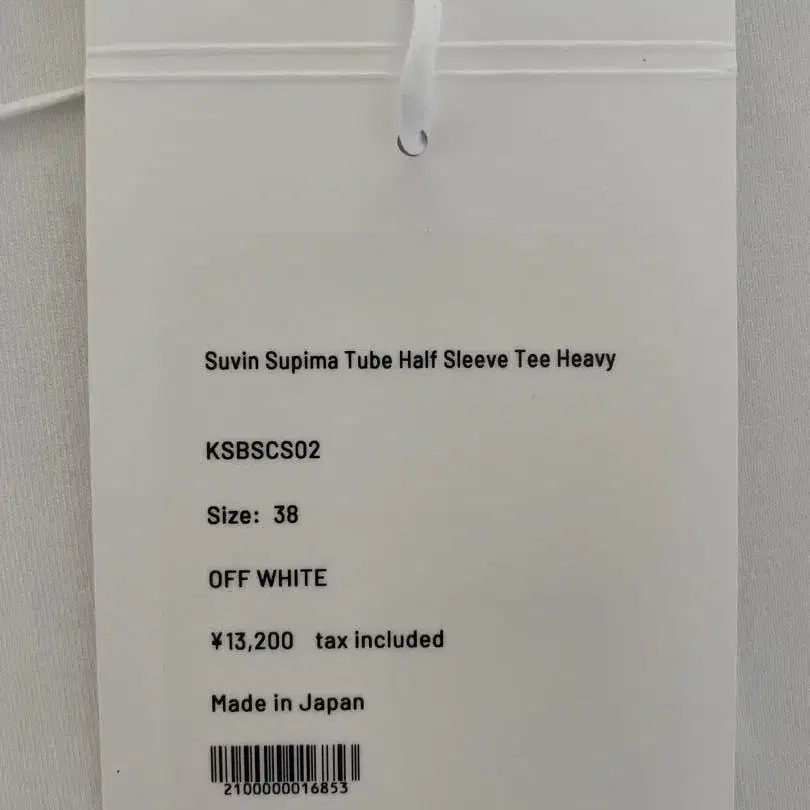 Suvin Supima Tube Half Sleeve Tee Heavy
KSBSCS02
Size: 38
OFF WHITE
¥13,200 tax included
Made in Japan
2100000016853